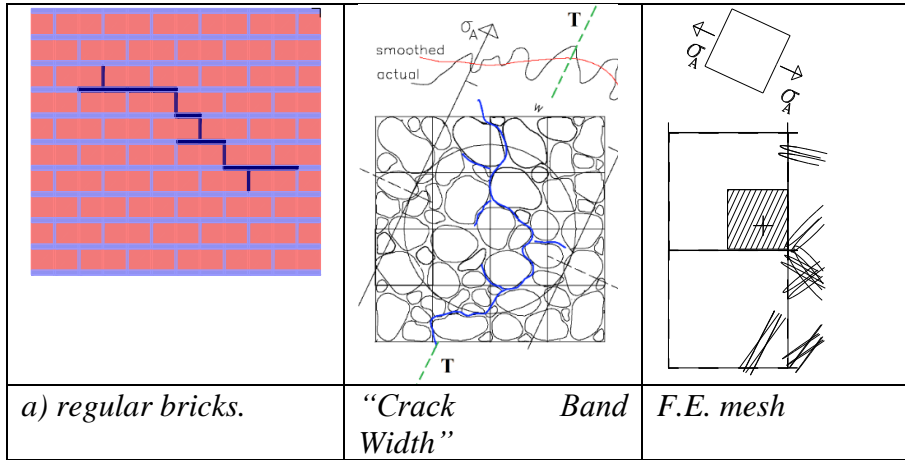 σA
T
smoothed
actual
w
T
σA
σA
a) regular bricks.
“Crack Band
Width”
F.E. mesh